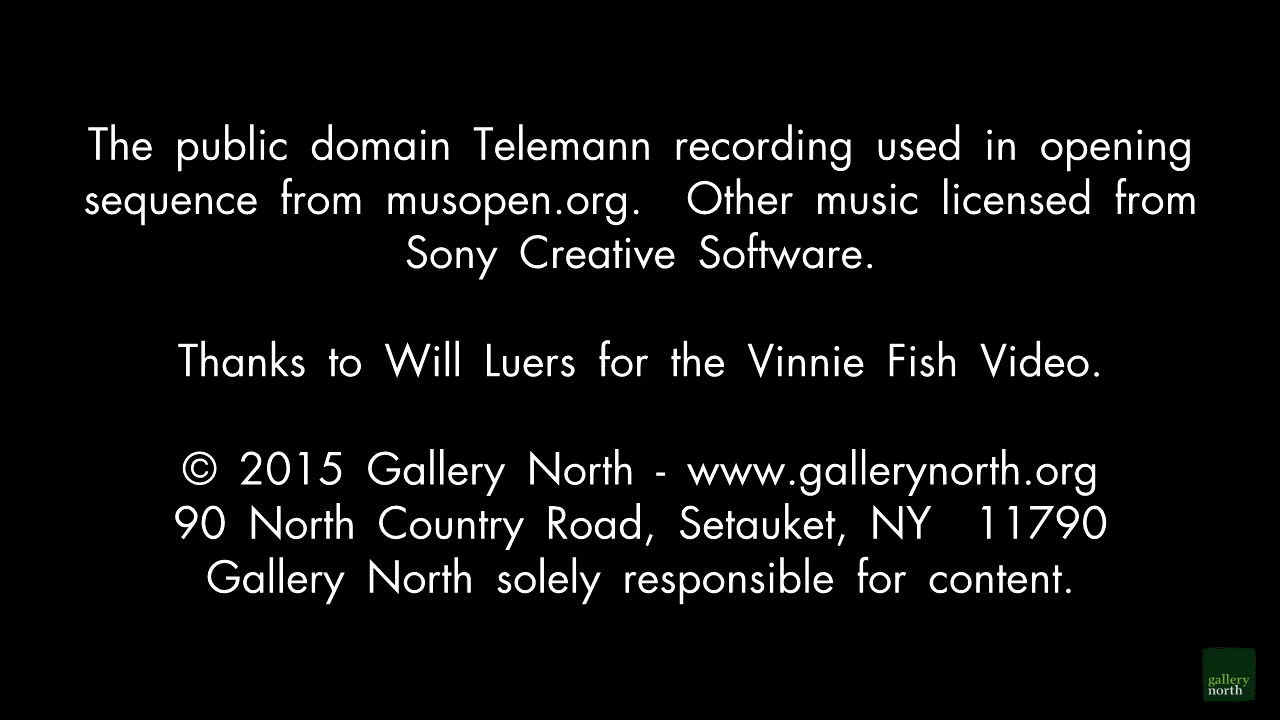 The public domain Telemann recording used in opening
sequence from musopen.org. Other music licensed from
Sony Creative Software.
Thanks to Will Luers for the Vinnie Fish Video.
© 2015 Gallery North - www.gallerynorth.org
90 North Country Road, Setauket, NY 11790
Gallery North solely responsible for content.
gallery
north